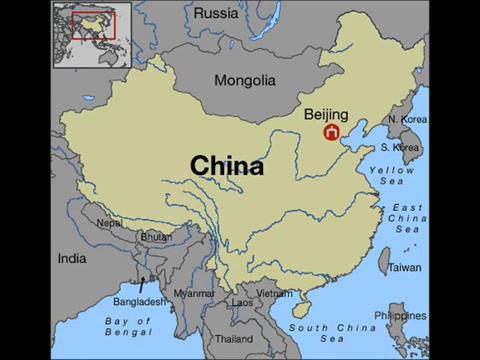 Russia
Mongolia
Beijing
N. Korea
S. Korea
China
Yellow
Sea
East
China
Sea
Nepal
Bhutan
India
Taiwan
Bangladesh
Myanmar
Laos
Vietnam
Philippines
Bay of
Bengal
South China
Sea
Thailand